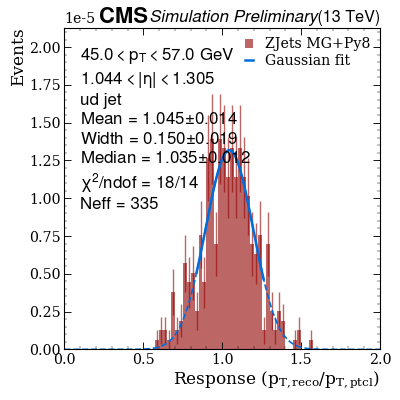 1e-5 CMS Simulation Preliminary (13 TeV)
Events
ZJets MG+Py8
Gaussian fit
45.0 < p_T < 57.0 GeV
1.044 < |η| < 1.305
ud jet
Mean = 1.045±0.014
Width = 0.150±0.019
Median = 1.035±0.012
χ²/ndof = 18/14
Neff = 335
2.00
1.75
1.50
1.25
1.00
0.75
0.50
0.25
0.00
0.0 0.5 1.0 1.5 2.0
Response (p_T,reco/p_T,ptcl)